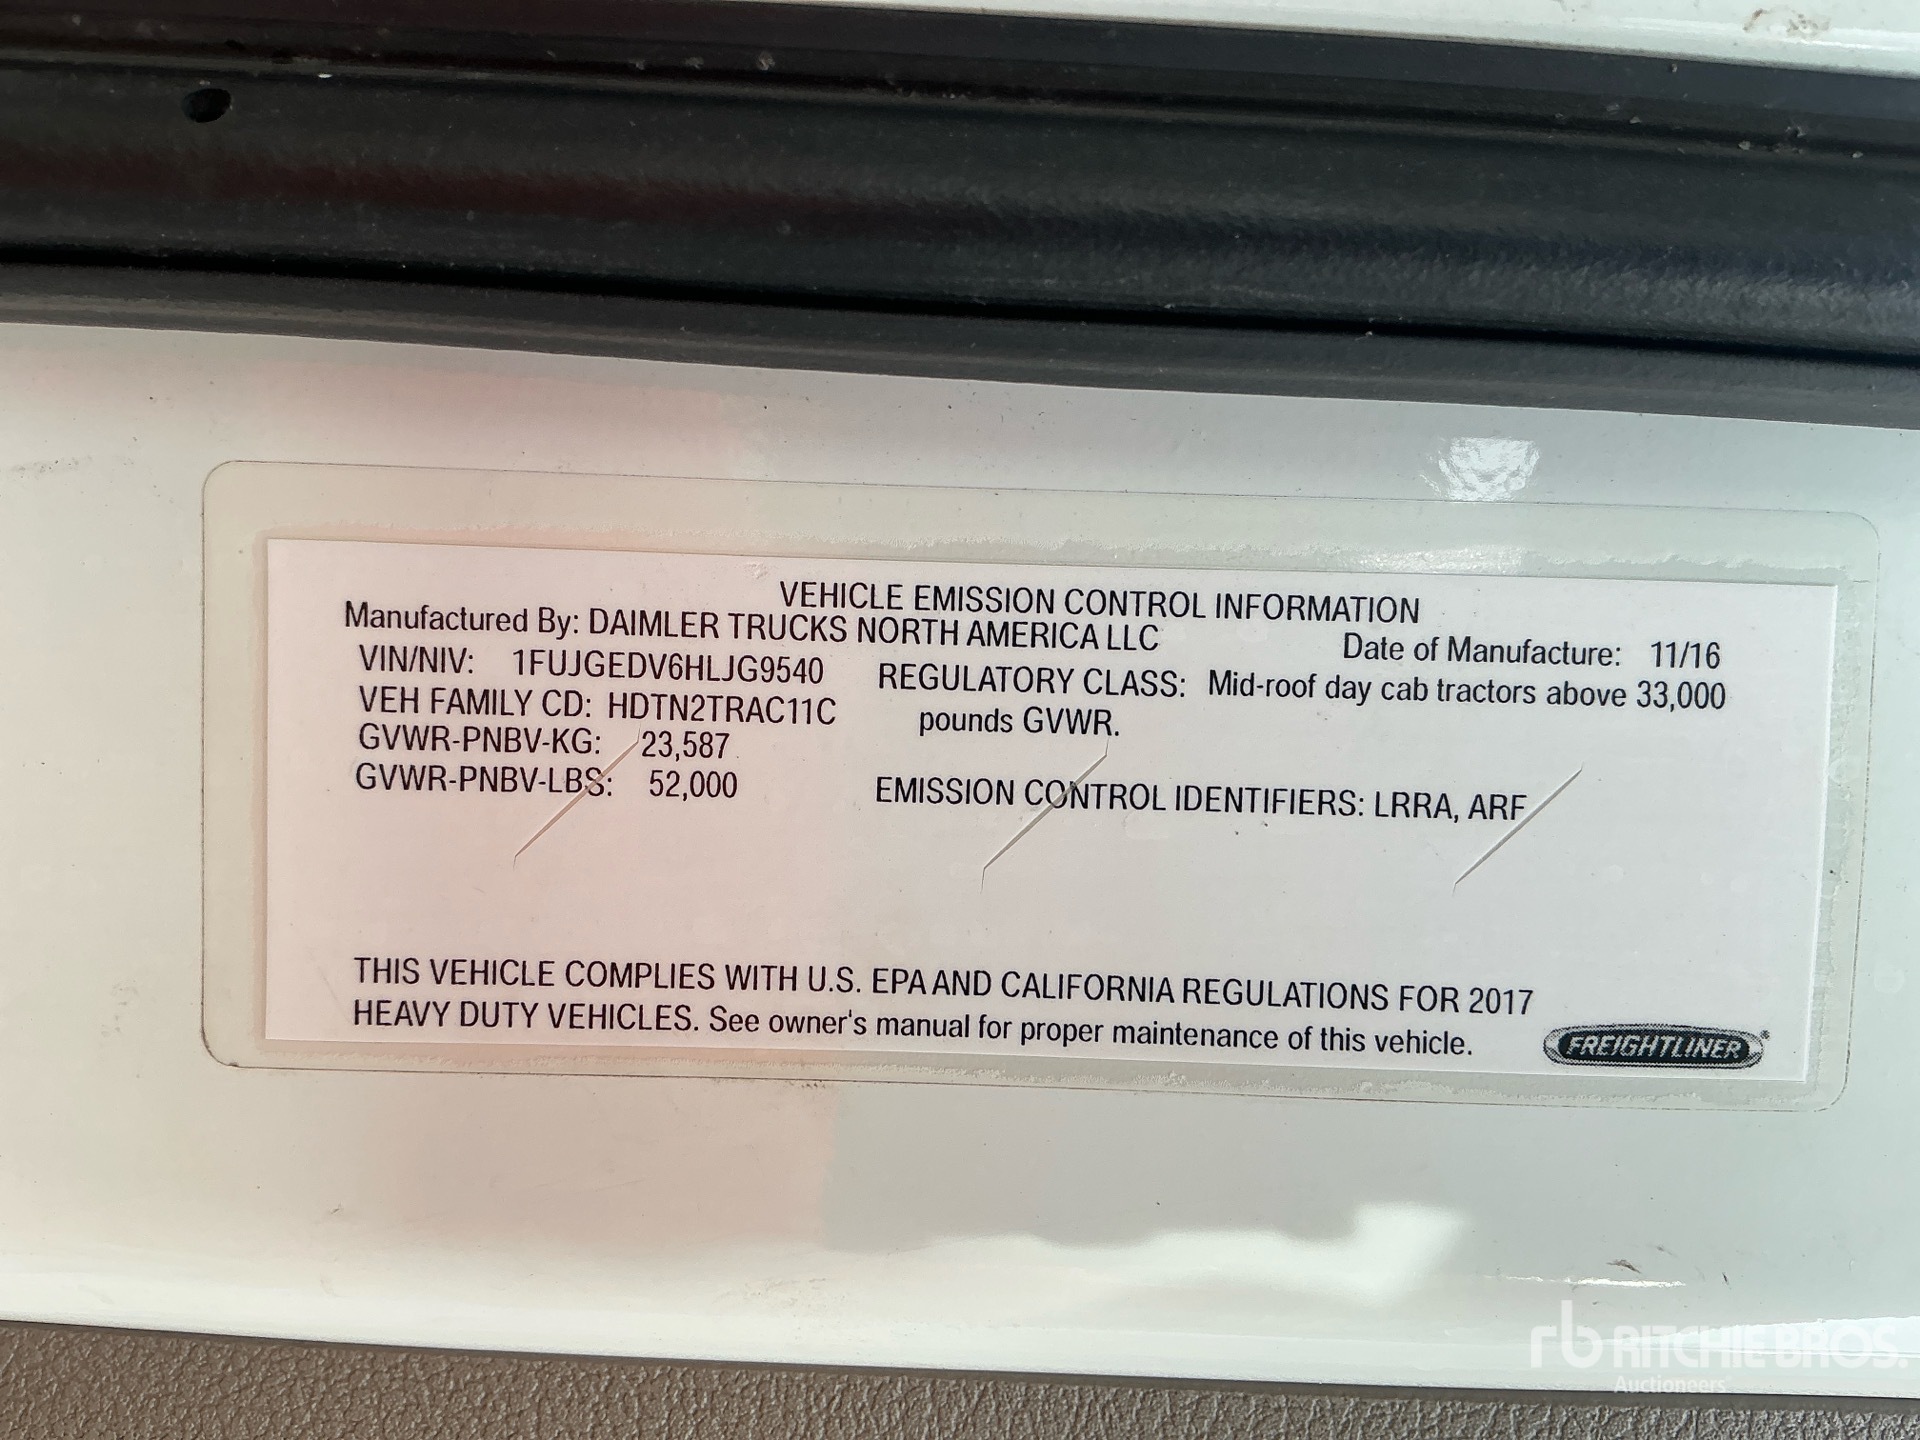 VEHICLE EMISSION CONTROL INFORMATION
Manufactured By: DAIMLER TRUCKS NORTH AMERICA LLC
Date of Manufacture: 11/16
VIN/NIV: 1FUJGEDV6HLJG9540
VEH FAMILY CD: HDTN2TRAC11C
GVWR-PNBV-KG: 23,587
GVWR-PNBV-LBS: 52,000
REGULATORY CLASS: Mid-roof day cab tractors above 33,000
pounds GVWR.
EMISSION CONTROL IDENTIFIERS: LRRA, ARF
THIS VEHICLE COMPLIES WITH U.S. EPA AND CALIFORNIA REGULATIONS FOR 2017
HEAVY DUTY VEHICLES. See owner's manual for proper maintenance of this vehicle.
FREIGHTLINER®
rb RITCHIE BROS.
Auctioneers